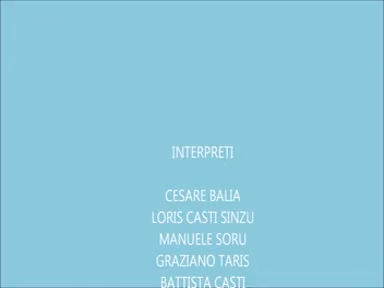 INTERPRETI
CESARE BALIA
LORIS CASTI SINZU
MANUELE SORU
GRAZIANO TARIS
BATTISTA CASTI